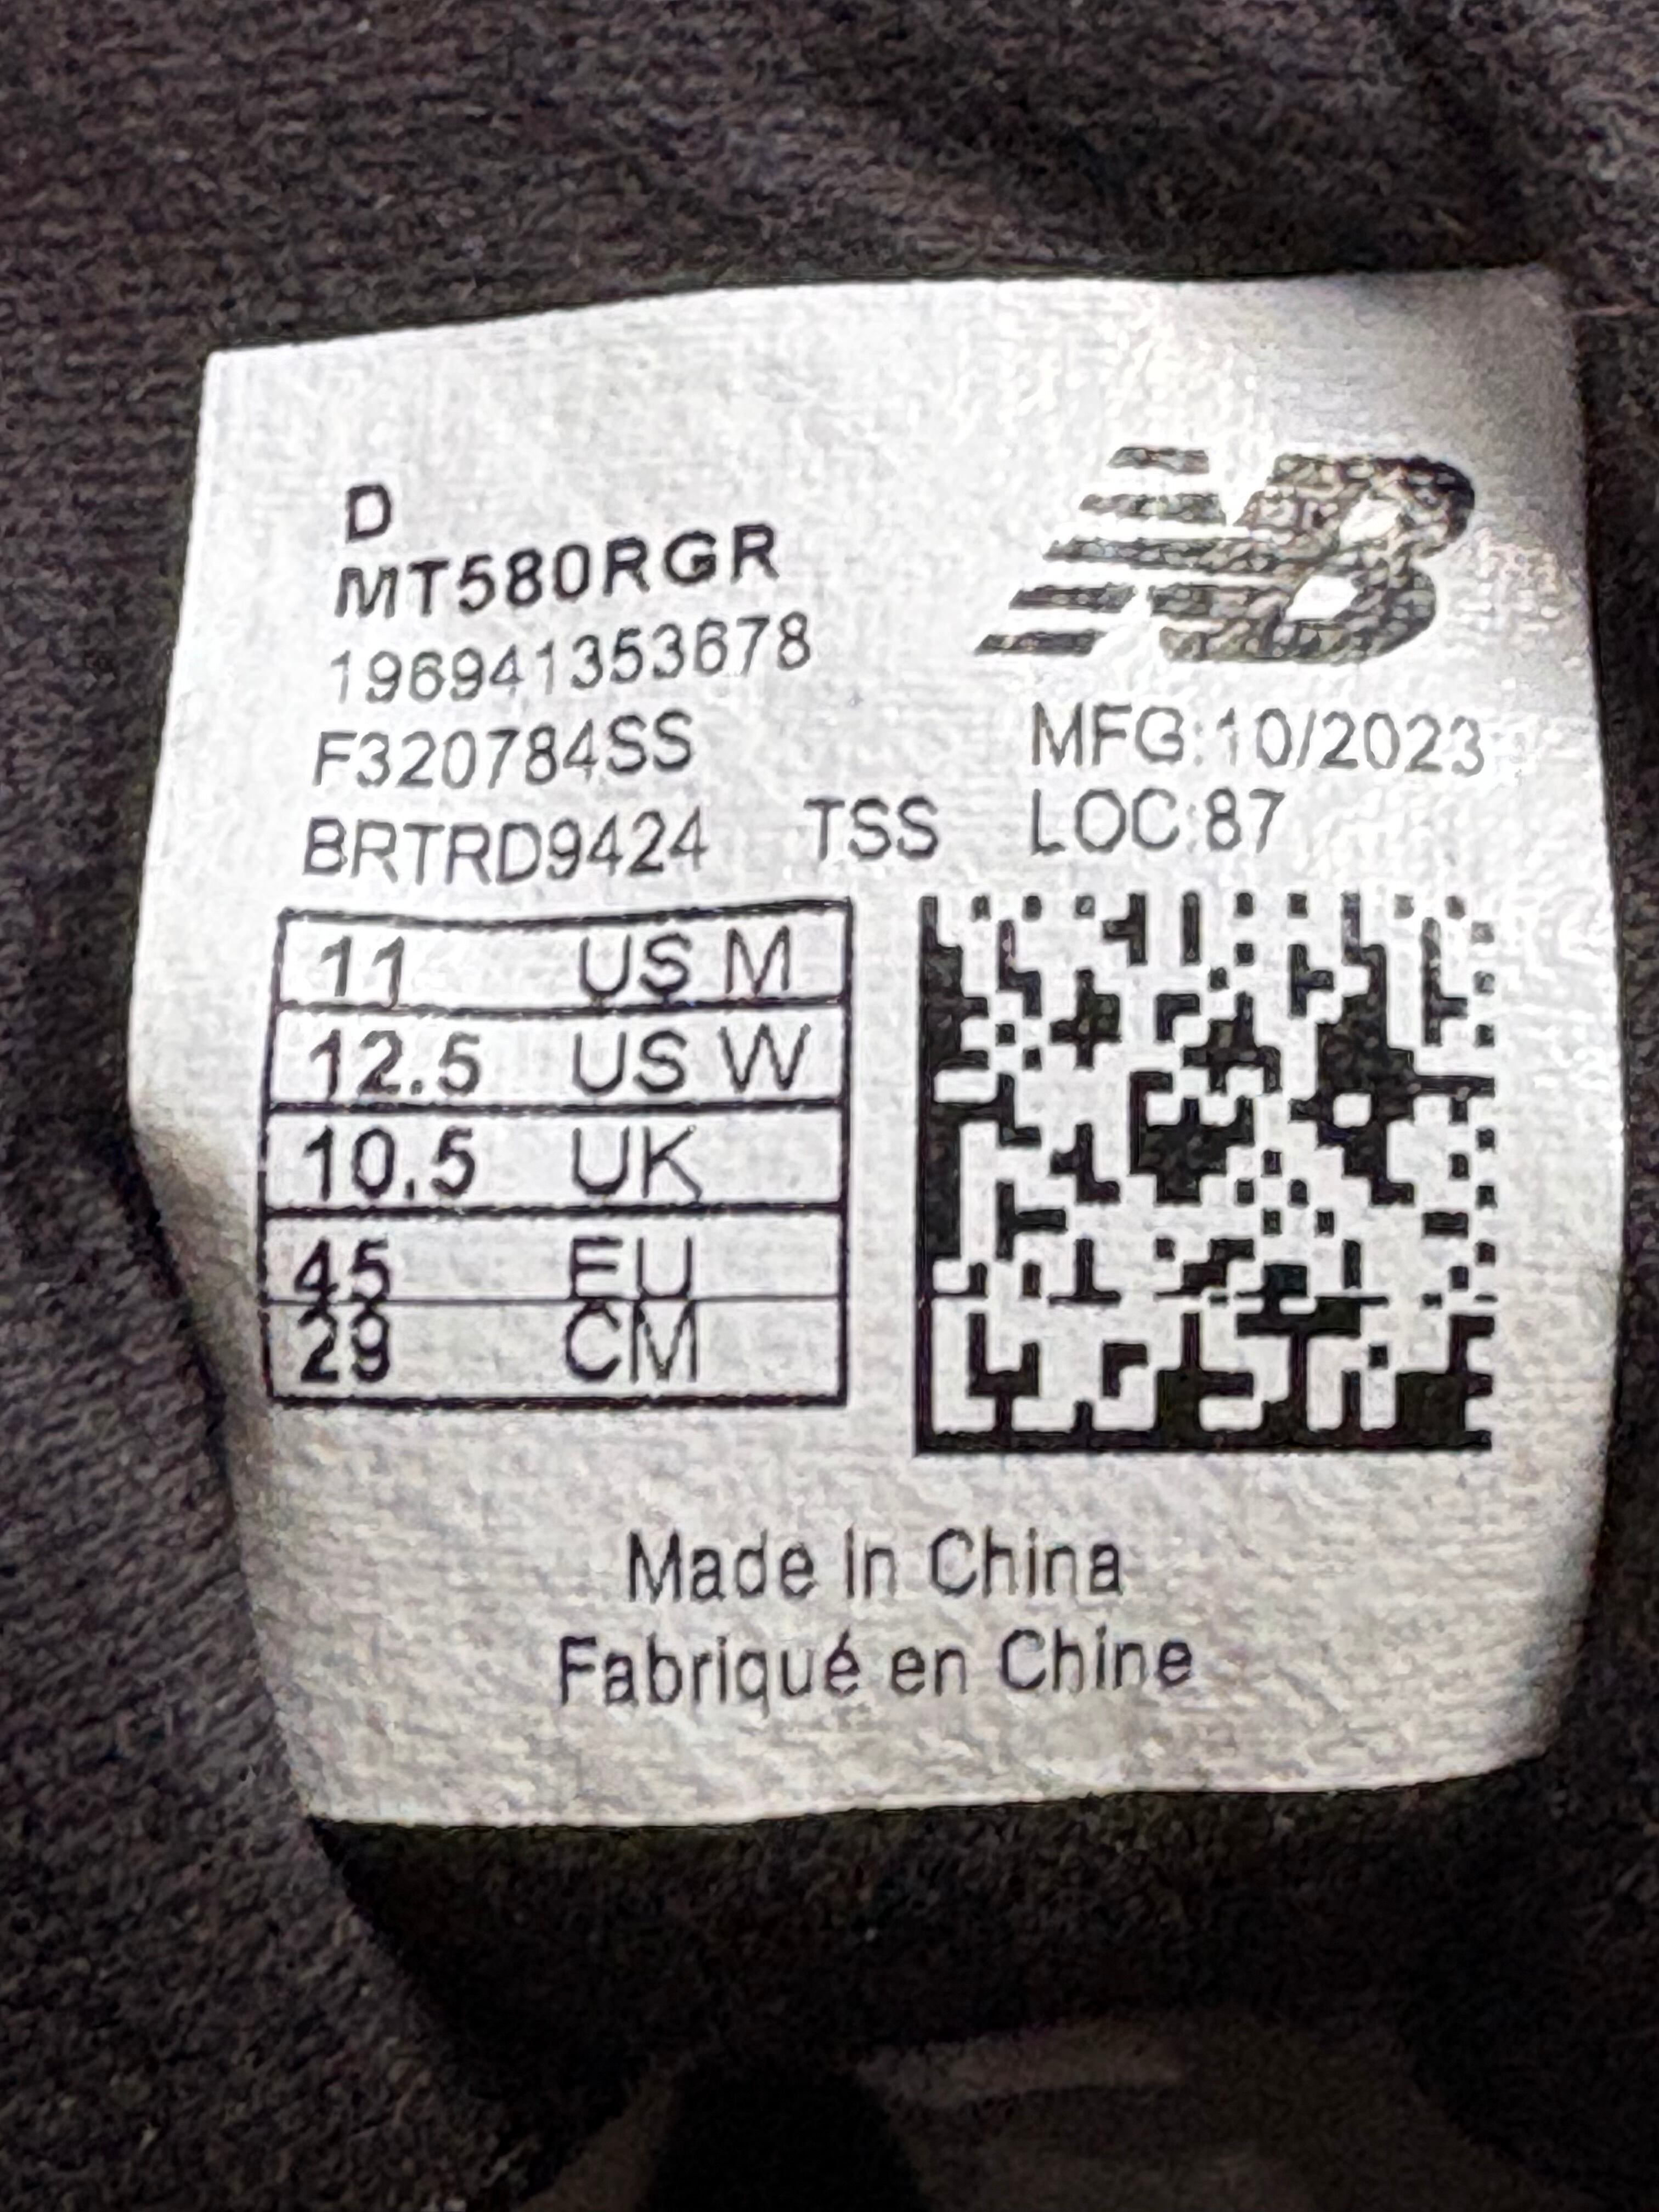 D
MT580RGR
196941353678
F320784SS
BRTRD9424 TSS
MFG:10/2023
LOC:87
11 US M
12.5 US W
10.5 UK
45 EU
29 CM
Made in China
Fabriqué en Chine